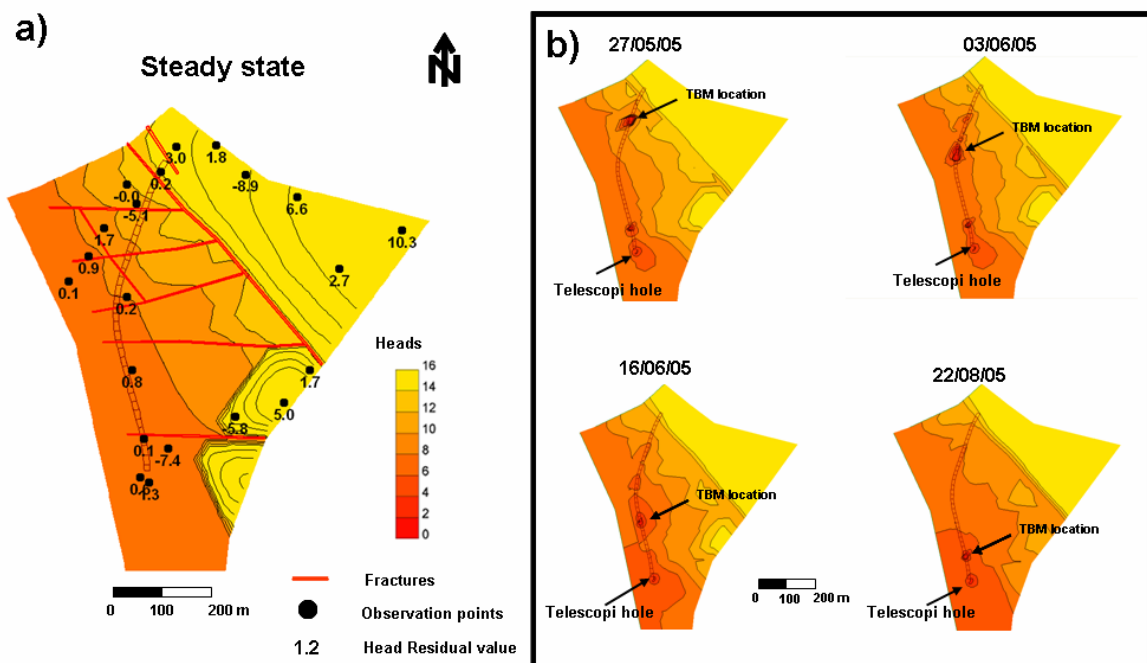 a)
Steady state
N
3.0
1.8
-8.9
0.2
-0.0
6.6
-5.1
1.7
10.3
0.9
2.7
0.1
0.2
Heads
16
14
12
10
8
6
4
2
0
0.8
1.7
5.0
-5.8
0.1
-7.4
1.3
0 100 200 m
Fractures
Observation points
1.2 Head Residual value
b)
27/05/05
03/06/05
TBM location
TBM location
Telescopi hole
Telescopi hole
16/06/05
22/08/05
TBM location
TBM location
Telescopi hole
0 100 200 m
Telescopi hole